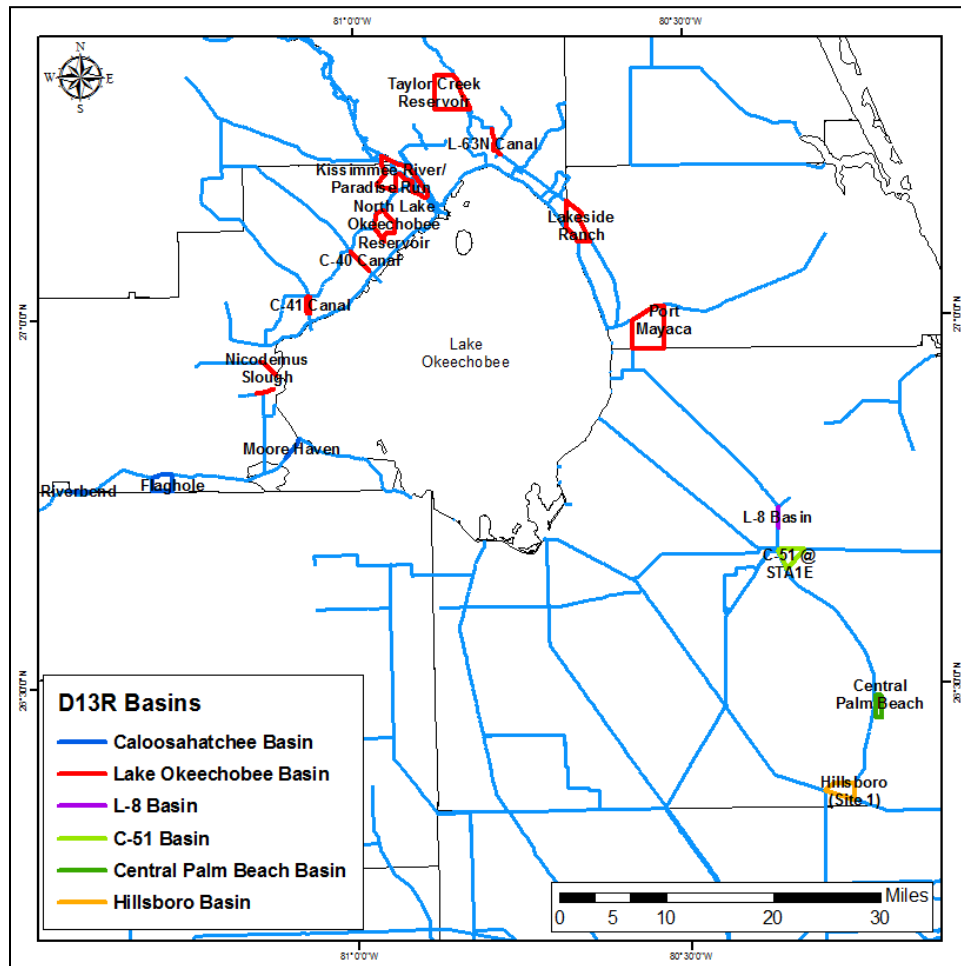 81°0'0"W
80°30'0"W
N
W
E
S
Taylor Creek
Reservoir
L-63N Canal
Kissimmee River/
Paradise Run
North Lake
Okeechobee
Reservoir
Lakeside
Ranch
C-40 Canal
C-41 Canal
27°0'0"N
27°0'0"N
Port
Mayaca
Lake
Okeechobee
Nicodemus
Slough
Moore Haven
Riverbend
Flaghole
L-8 Basin
C-51 @
STA1E
26°30'0"N
26°30'0"N
Central
Palm Beach
Hillsboro
(Site 1)
D13R Basins
Caloosahatchee Basin
Lake Okeechobee Basin
L-8 Basin
C-51 Basin
Central Palm Beach Basin
Hillsboro Basin
Miles
0 5 10 20 30
81°0'0"W
80°30'0"W